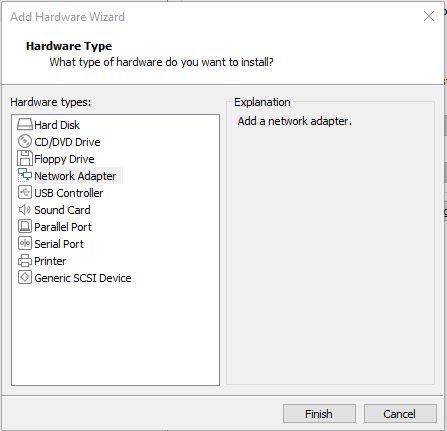 Add Hardware Wizard
Hardware Type
What type of hardware do you want to install?
Hardware types:
Hard Disk
CD/DVD Drive
Floppy Drive
Network Adapter
USB Controller
Sound Card
Parallel Port
Serial Port
Printer
Generic SCSI Device
Explanation
Add a network adapter.
Finish
Cancel